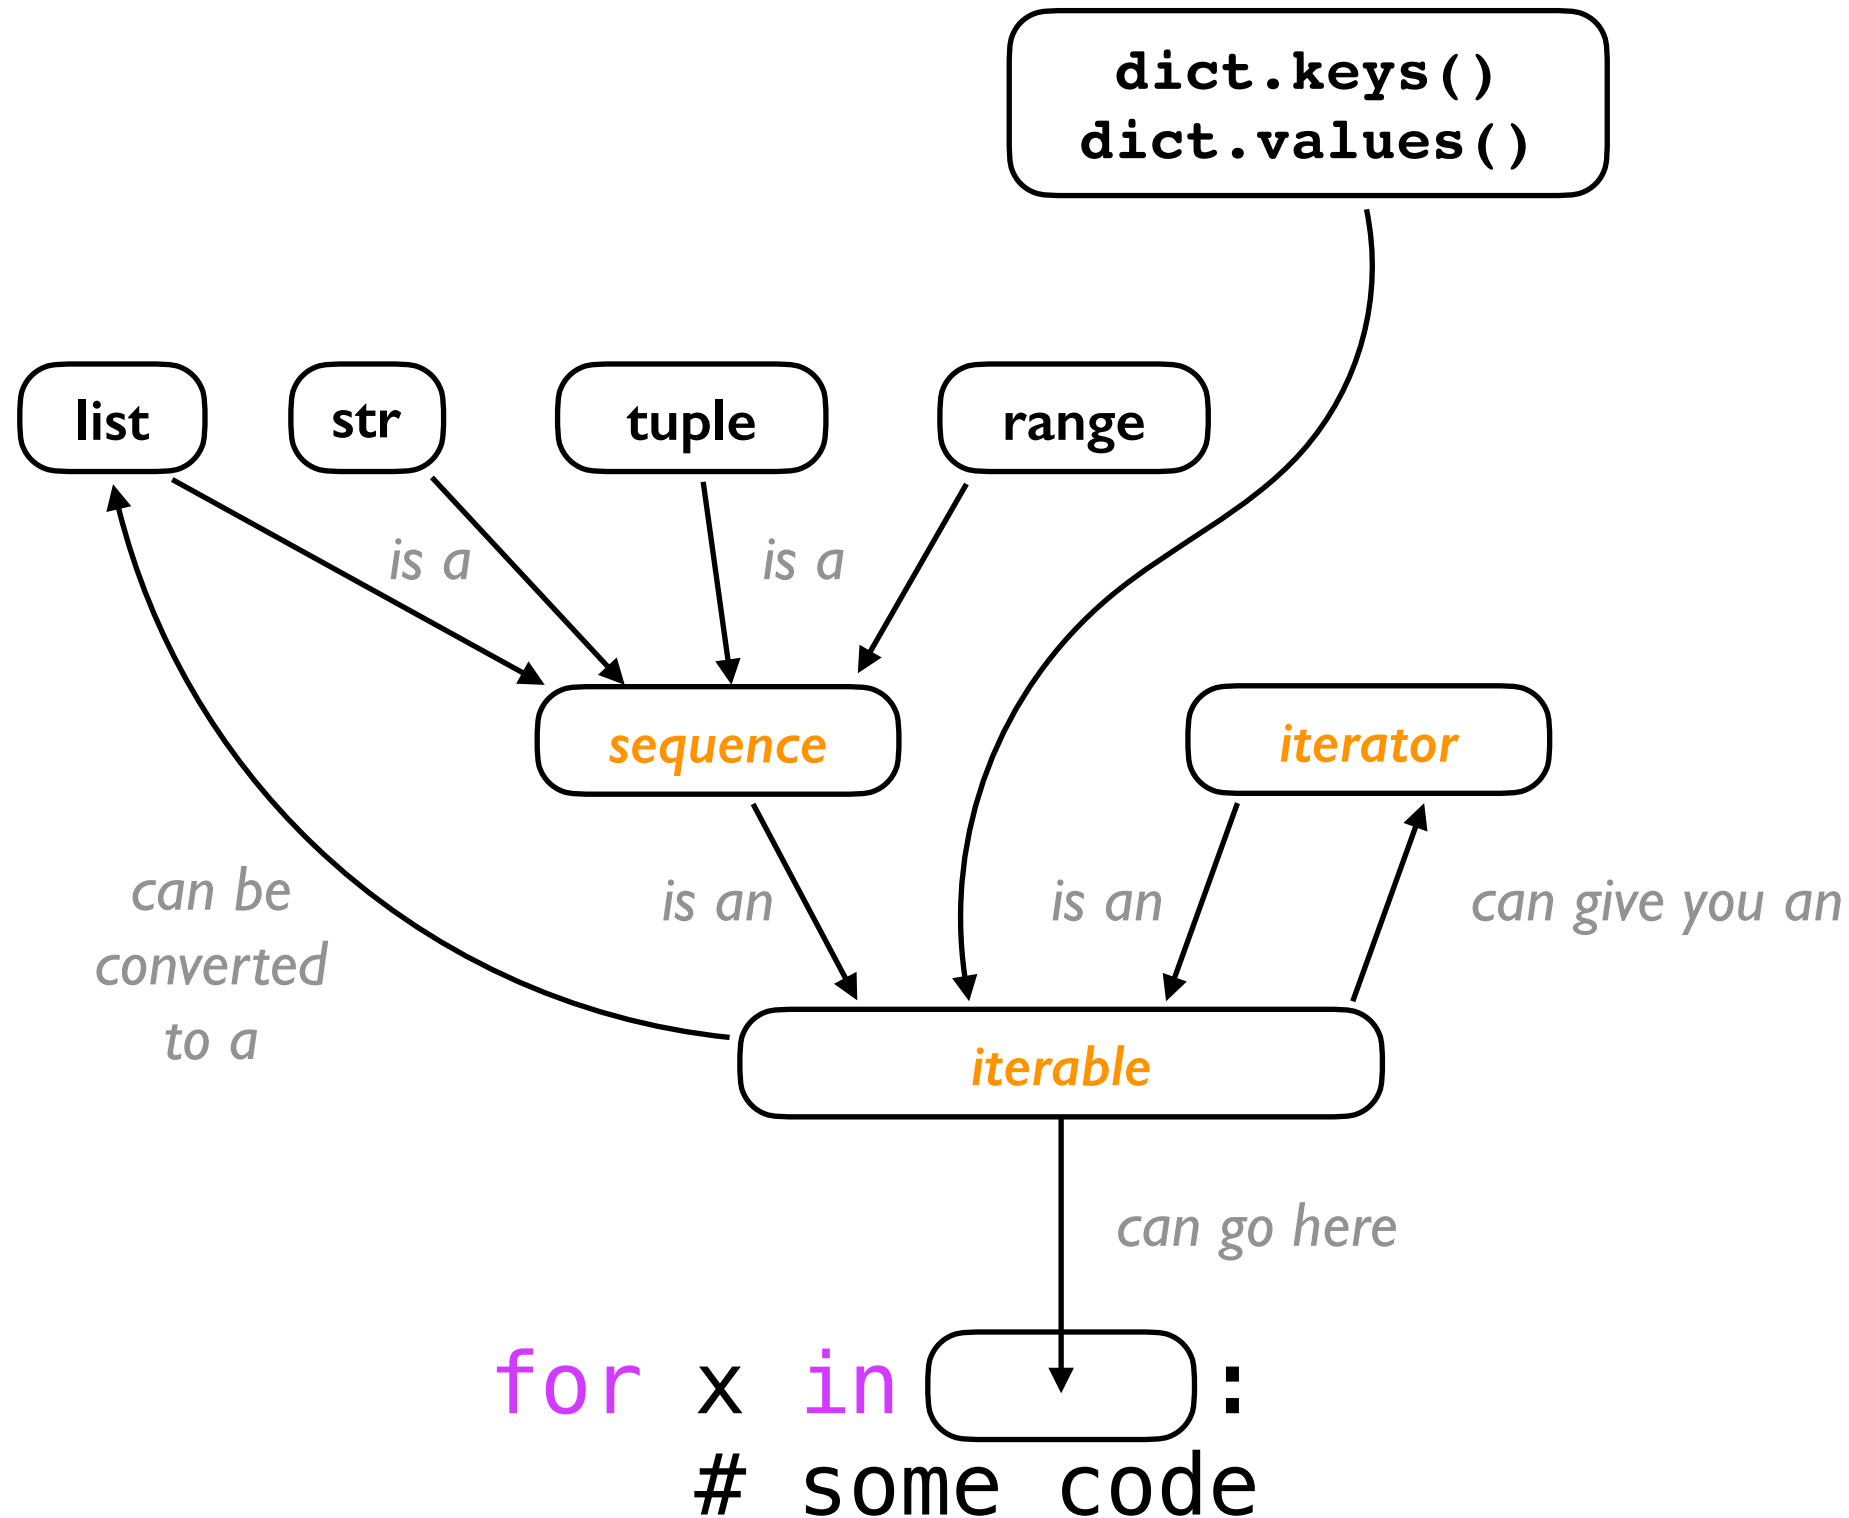 dict.keys()
dict.values()
list
str
tuple
range
is a
is a
sequence
iterator
can be
converted
to a
is an
is an
can give you an
iterable
can go here
for x in :
# some code